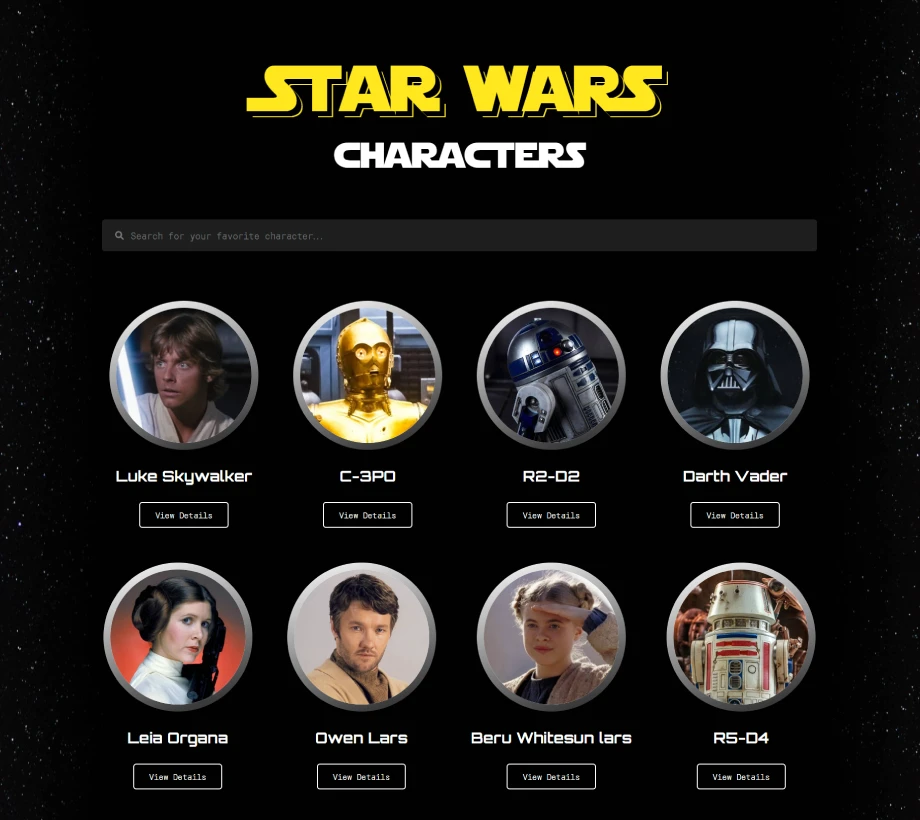 STAR WARS
CHARACTERS
Search for your favorite character...
Luke Skywalker
C-3PO
R2-D2
Darth Vader
View Details
View Details
View Details
View Details
Leia Organa
Owen Lars
Beru Whitesun lars
R5-D4
View Details
View Details
View Details
View Details